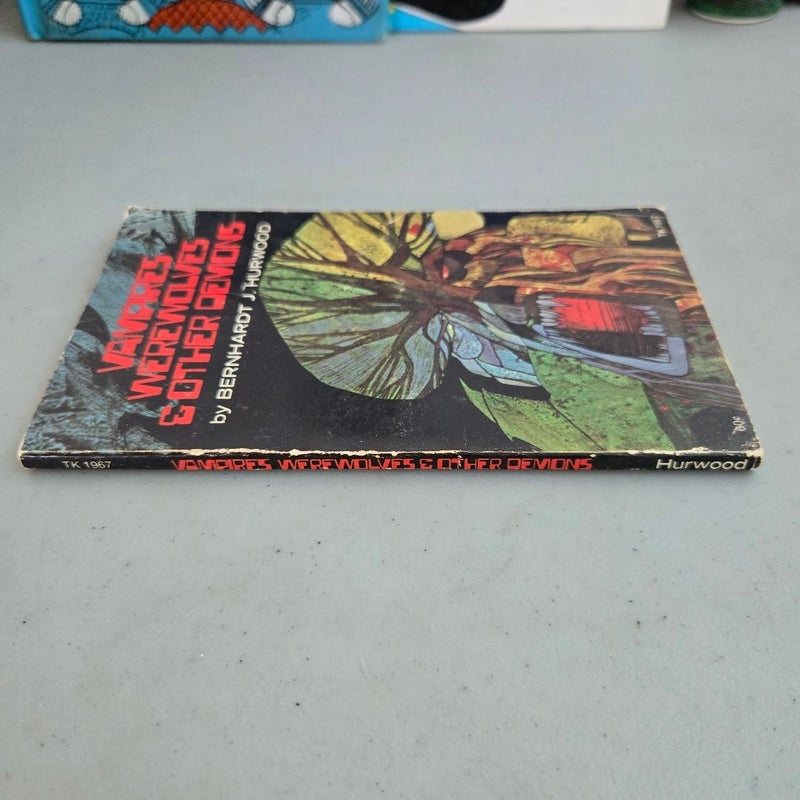 VAMPIRES
WEREWOLVES
& OTHER DEMONS
by BERNHARDT J. HURWOOD
TK 1967
VAMPIRES WEREWOLVES & OTHER DEMONS
Hurwood